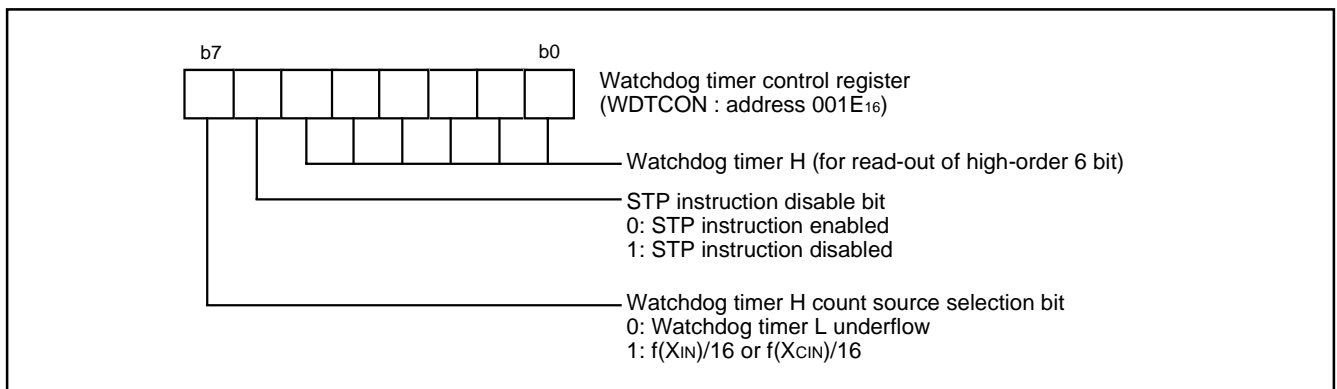 b7 b0
Watchdog timer control register
(WDTCON : address 001E₁₆)
Watchdog timer H (for read-out of high-order 6 bit)
STP instruction disable bit
0: STP instruction enabled
1: STP instruction disabled
Watchdog timer H count source selection bit
0: Watchdog timer L underflow
1: f(XIN)/16 or f(XCIN)/16